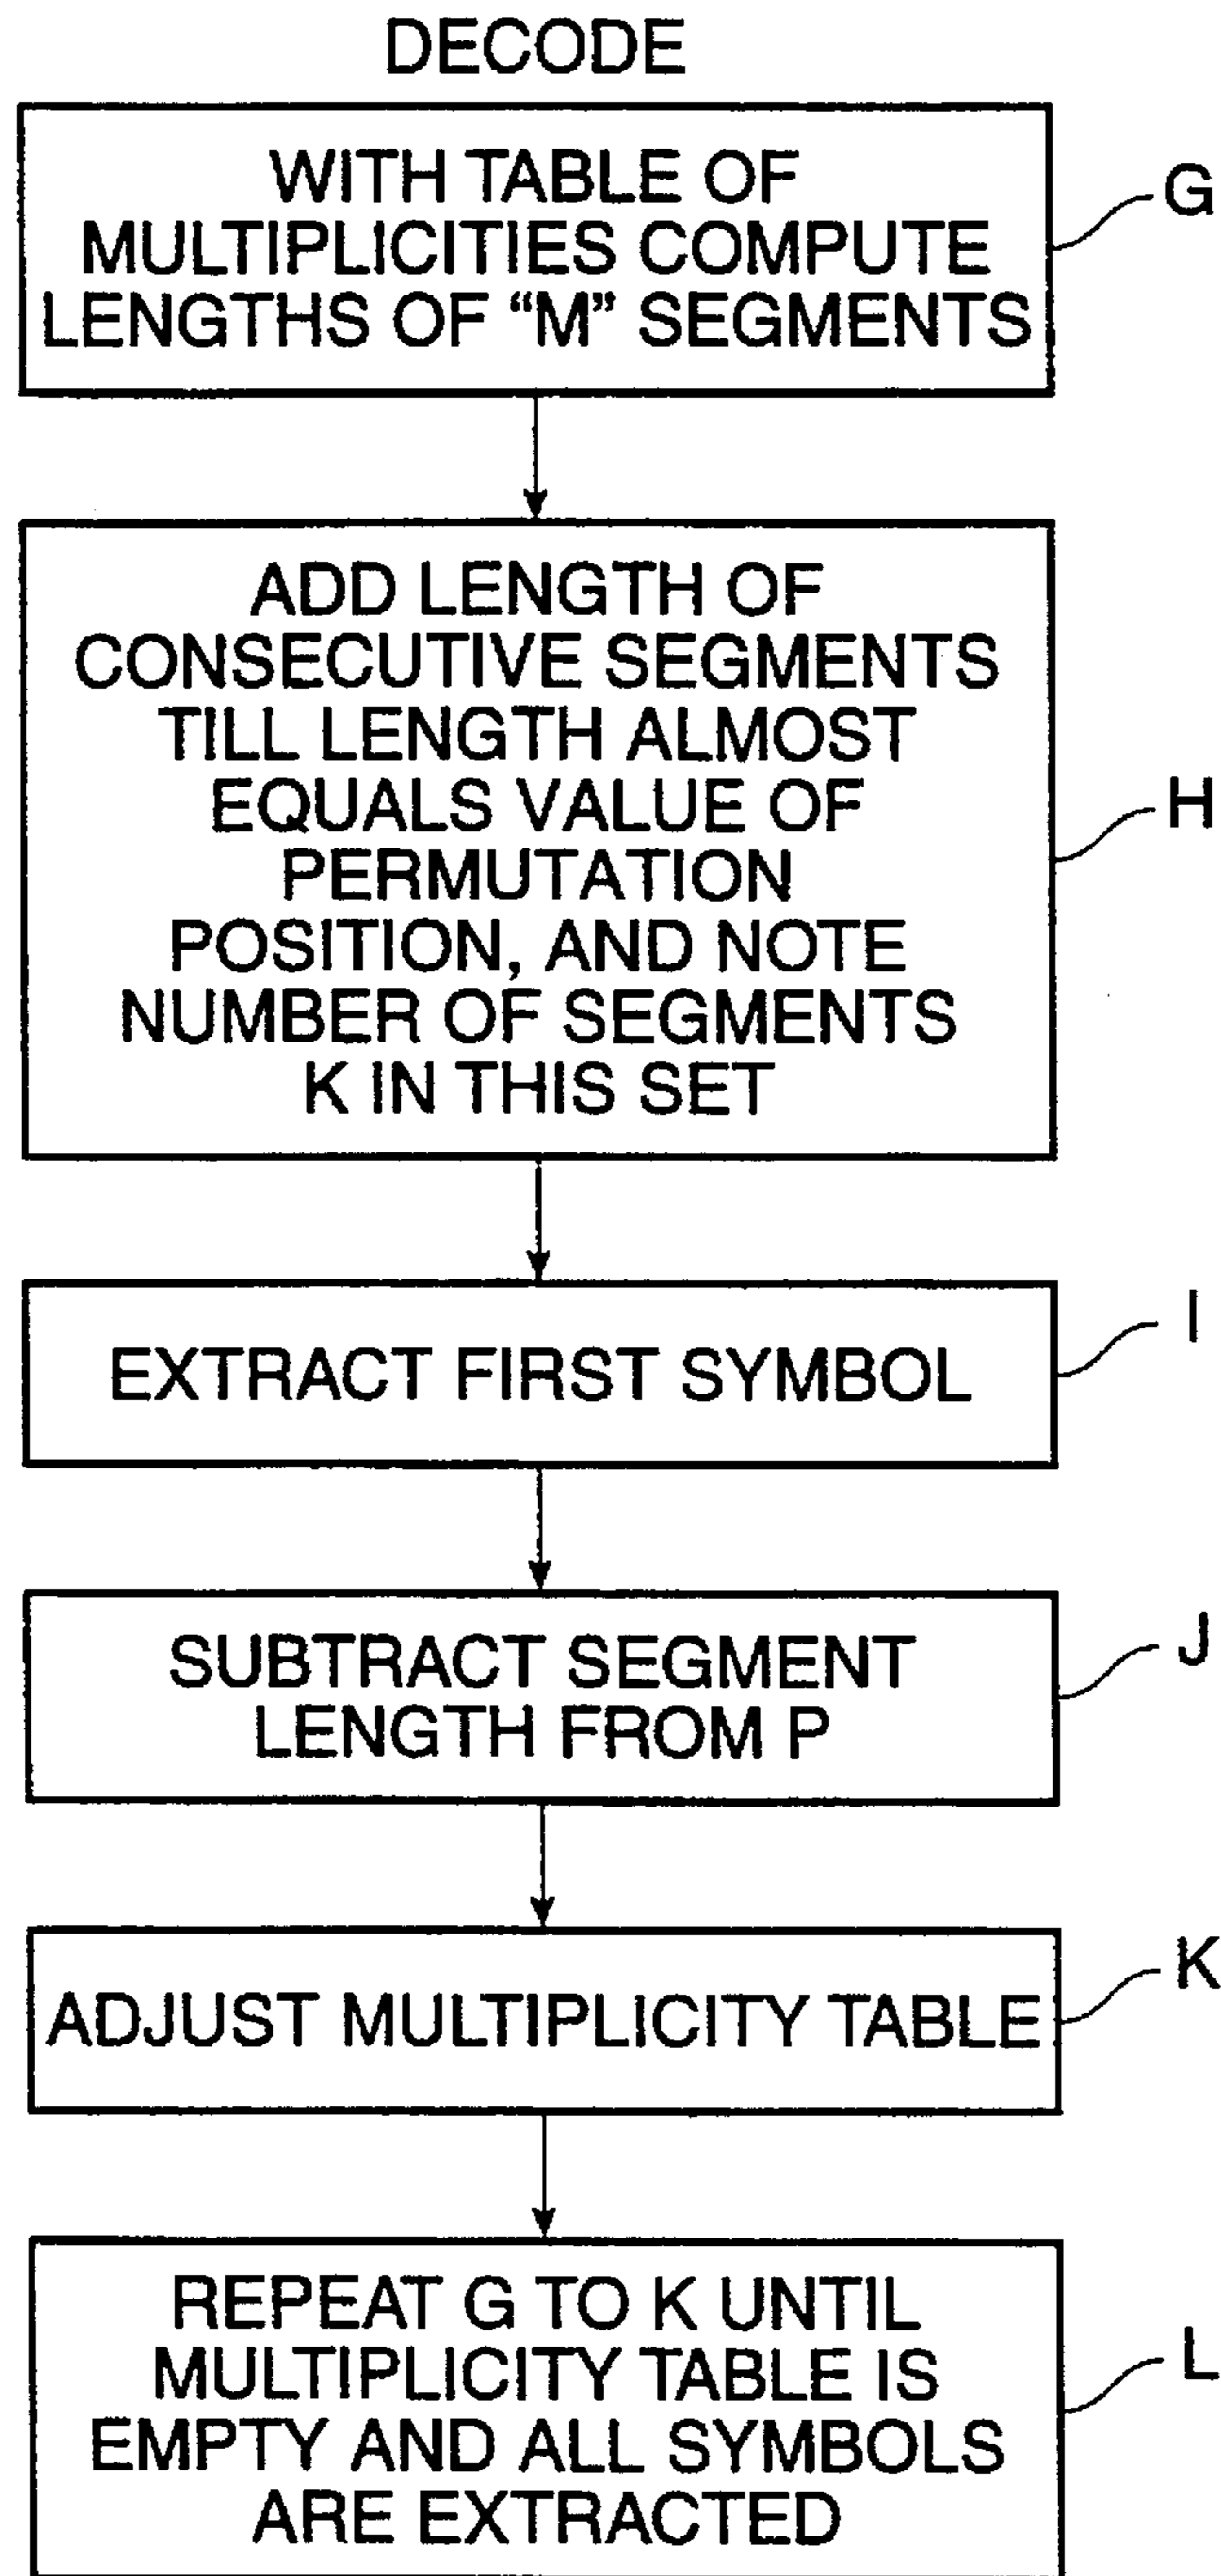 DECODE
WITH TABLE OF
MULTIPLICITIES COMPUTE
LENGTHS OF “M” SEGMENTS
G
ADD LENGTH OF
CONSECUTIVE SEGMENTS
TILL LENGTH ALMOST
EQUALS VALUE OF
PERMUTATION
POSITION, AND NOTE
NUMBER OF SEGMENTS
K IN THIS SET
H
EXTRACT FIRST SYMBOL
I
SUBTRACT SEGMENT
LENGTH FROM P
J
ADJUST MULTIPLICITY TABLE
K
REPEAT G TO K UNTIL
MULTIPLICITY TABLE IS
EMPTY AND ALL SYMBOLS
ARE EXTRACTED
L